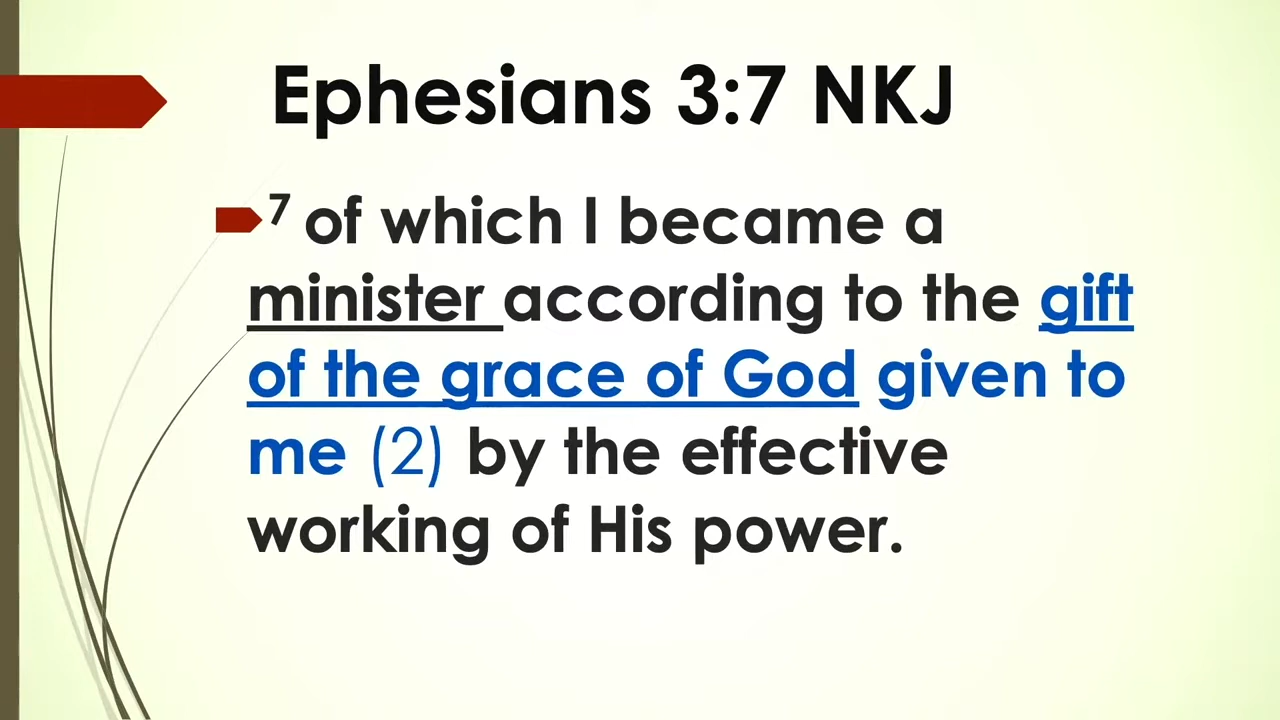 Ephesians 3:7 NKJ
7 of which I became a
minister according to the gift
of the grace of God given to
me (2) by the effective
working of His power.